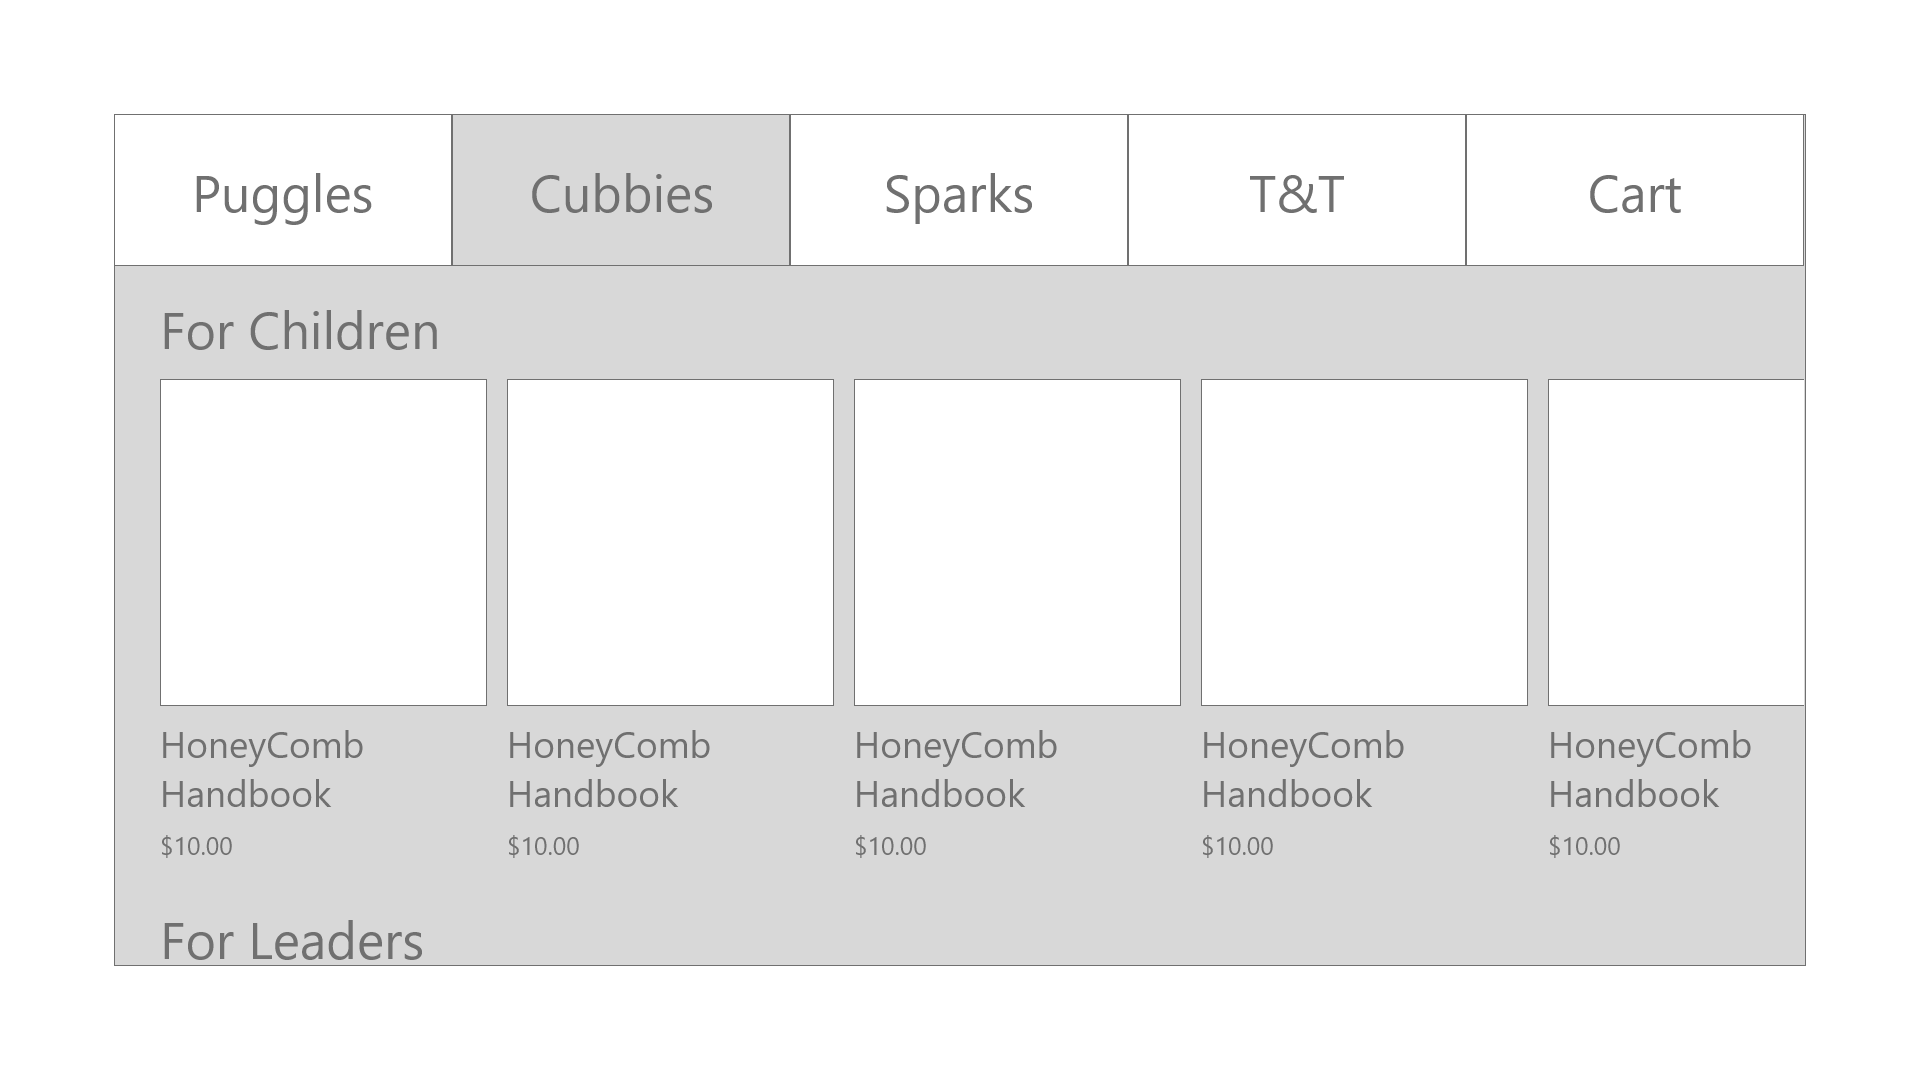 Puggles Cubbies Sparks T&T Cart
For Children
HoneyComb HoneyComb HoneyComb HoneyComb HoneyComb
Handbook Handbook Handbook Handbook Handbook
$10.00 $10.00 $10.00 $10.00 $10.00
For Leaders